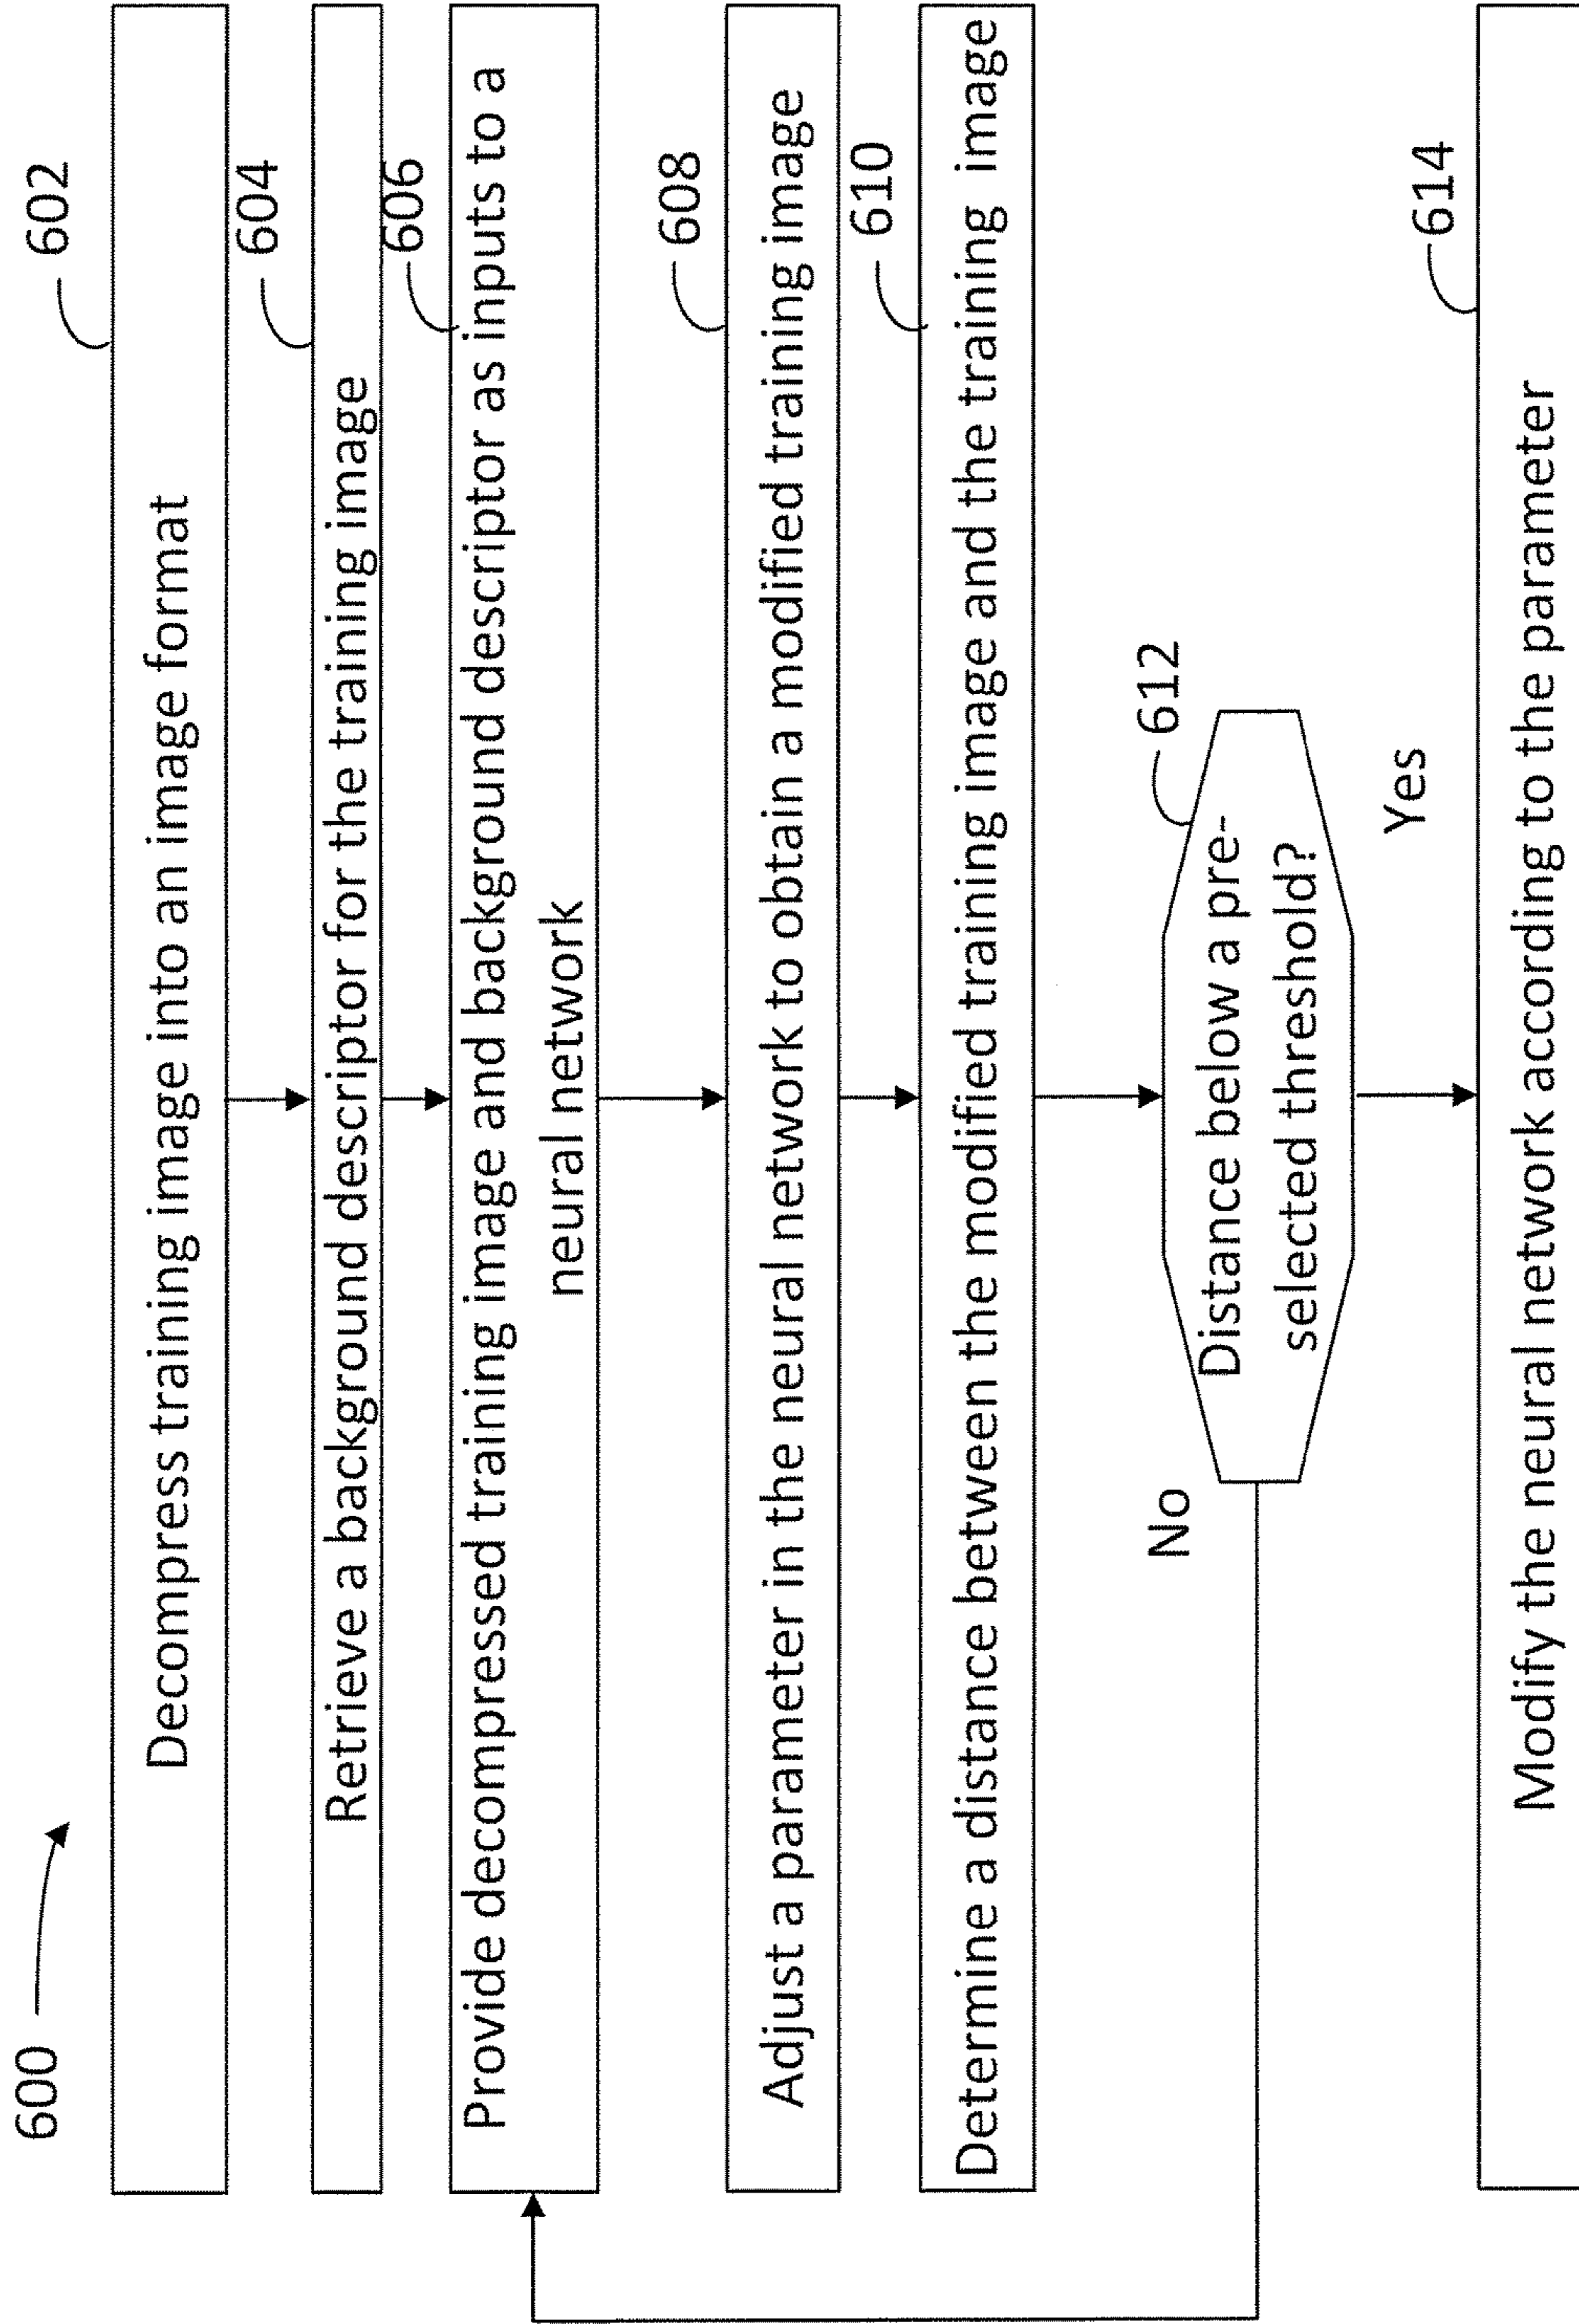 600
602
Decompress training image into an image format
604
Retrieve a background descriptor for the training image
606
Provide decompressed training image and background descriptor as inputs to a
neural network
608
Adjust a parameter in the neural network to obtain a modified training image
610
Determine a distance between the modified training image and the training image
612
Distance below a pre-
selected threshold?
No
Yes
614
Modify the neural network according to the parameter